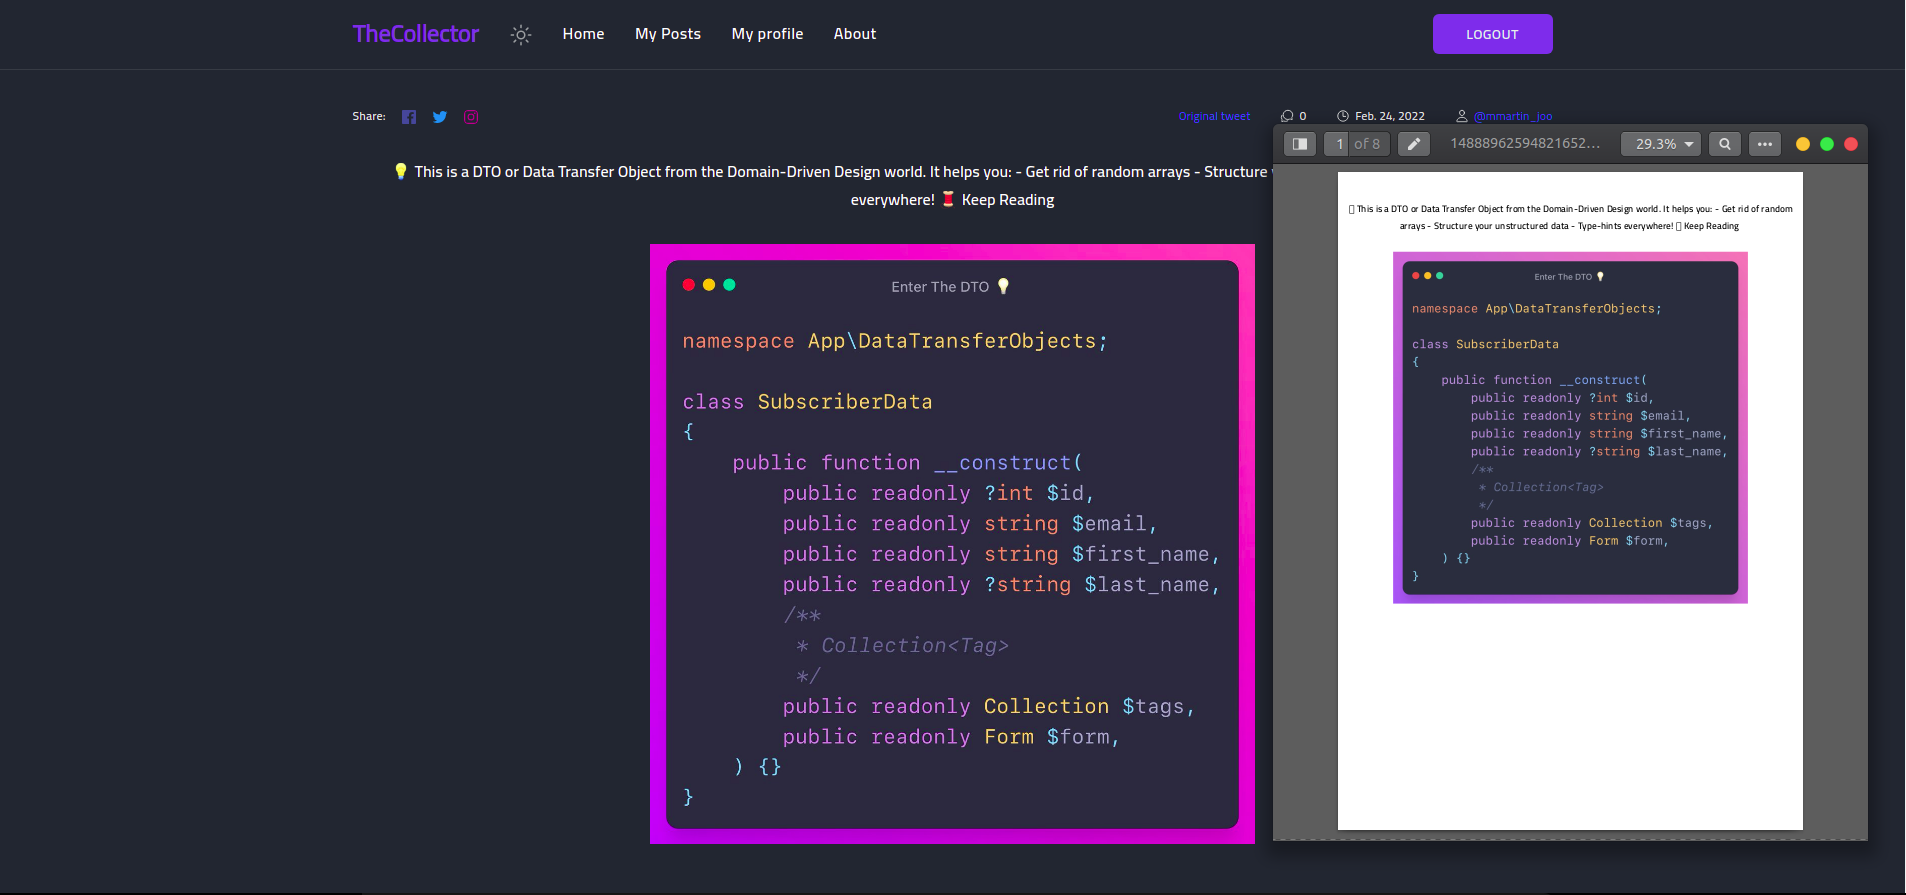 TheCollector Home My Posts My profile About LOGOUT
Share: Original tweet 0 Feb. 24, 2022 @mmartin_joo
💡 This is a DTO or Data Transfer Object from the Domain-Driven Design world. It helps you: - Get rid of random arrays - Structure
everywhere! 🧵 Keep Reading
Enter The DTO 💡
namespace App\DataTransferObjects;
class SubscriberData
{
public function __construct(
public readonly ?int $id,
public readonly string $email,
public readonly string $first_name,
public readonly ?string $last_name,
/**
* Collection<Tag>
*/
public readonly Collection $tags,
public readonly Form $form,
) {}
}
1 of 8 14888962594821652... 29.3%
This is a DTO or Data Transfer Object from the Domain-Driven Design world. It helps you: - Get rid of random
arrays - Structure your unstructured data - Type-hints everywhere! Keep Reading
Enter The DTO 💡
namespace App\DataTransferObjects;
class SubscriberData
{
public function __construct(
public readonly ?int $id,
public readonly string $email,
public readonly string $first_name,
public readonly ?string $last_name,
/**
* Collection<Tag>
*/
public readonly Collection $tags,
public readonly Form $form,
) {}
}